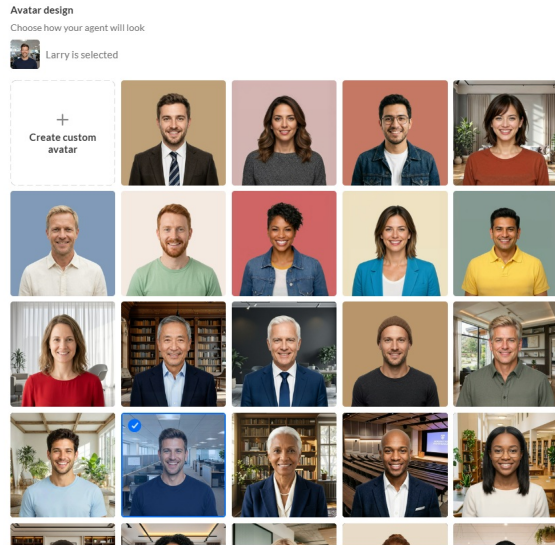 Avatar design
Choose how your agent will look
Larry is selected
Create custom
avatar